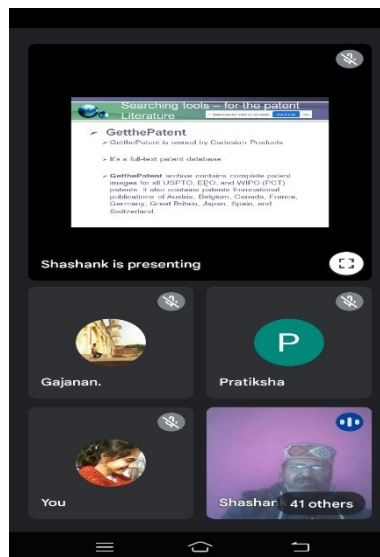 Searching tools – for the patent
Literature
GetthePatent
GetthePatent is owned by Cartesian Products
It's a full-text patent database
GetthePatent archive contains complete patent
images for all USPTO, EPO, and WIPO (PCT)
patents. It also contains patents from national
publications of Austria, Belgium, Canada, France,
Germany, Great Britain, Japan, Spain, and
Switzerland.
Shashank is presenting
Gajanan.
Pratiksha
P
You
Shashan
41 others